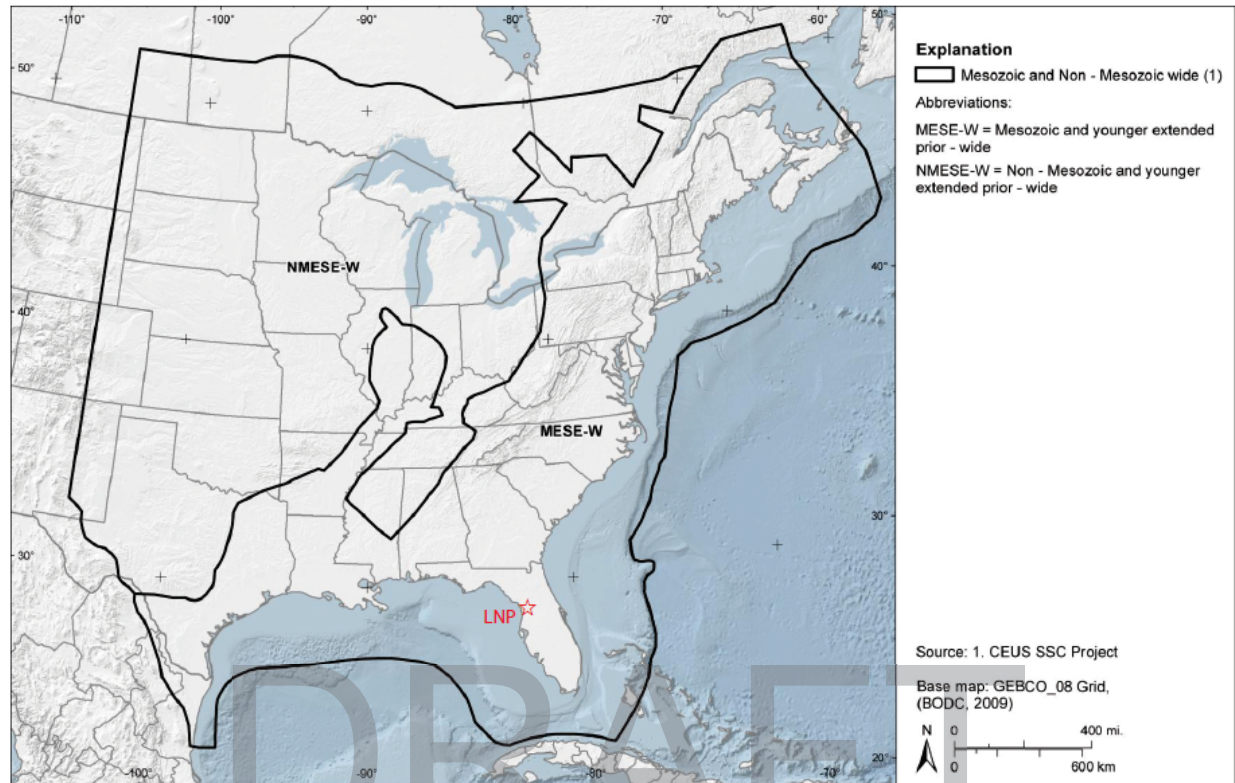 -110° -100° -90° -80° -70° -60° 50°
50°
40°
40°
30°
30°
20°
-100° -90° -80° -70°
NMESE-W
MESE-W
LNP
DRAFT
Explanation
Mesozoic and Non - Mesozoic wide (1)
Abbreviations:
MESE-W = Mesozoic and younger extended
prior - wide
NMESE-W = Non - Mesozoic and younger
extended prior - wide
Source: 1. CEUS SSC Project
Base map: GEBCO_08 Grid,
(BODC, 2009)
N 0 400 mi.
0 600 km